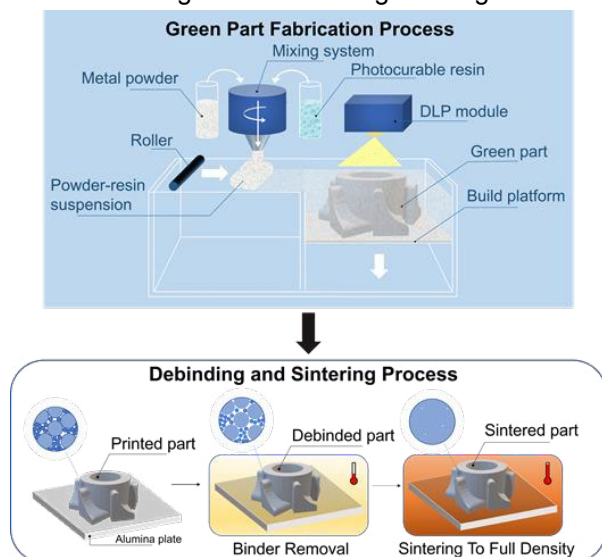 Green Part Fabrication Process
Mixing system
Metal powder
Photocurable resin
DLP module
Roller
Green part
Powder-resin
suspension
Build platform
Debinding and Sintering Process
Printed part
Debinded part
Sintered part
Alumina plate
Binder Removal
Sintering To Full Density